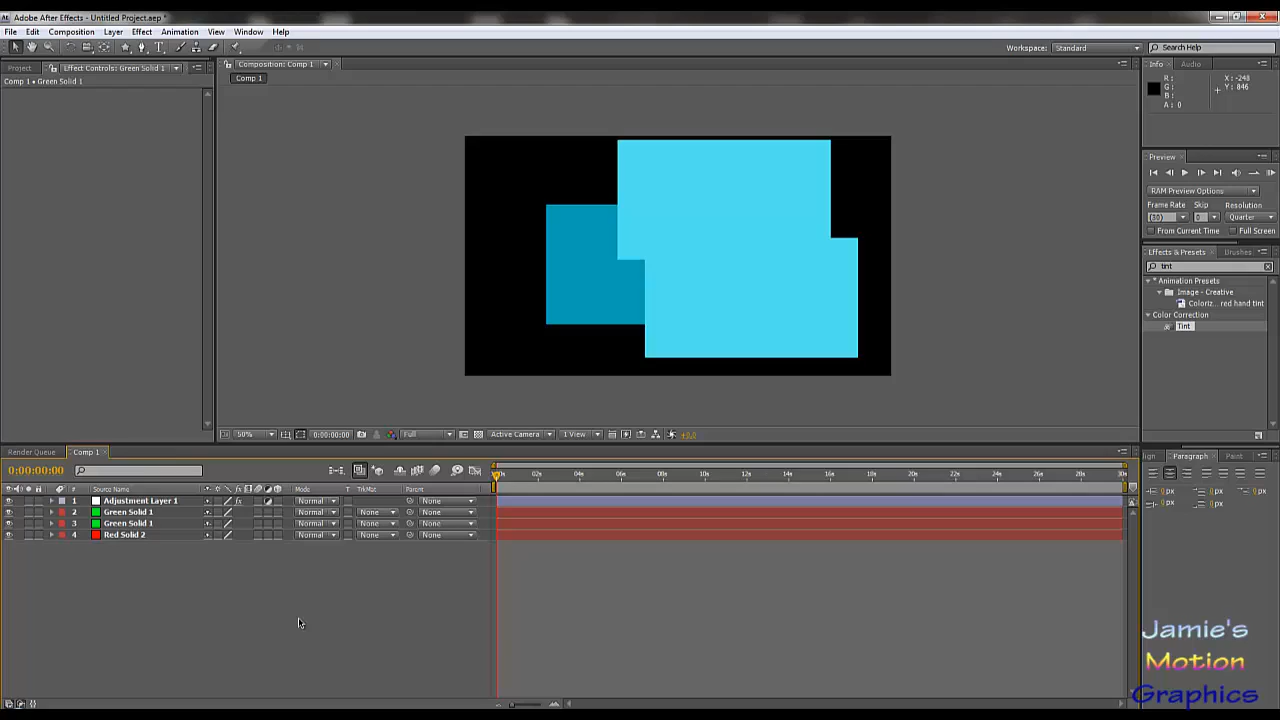 Adobe After Effects - Untitled Project.aep *
File Edit Composition Layer Effect Animation View Window Help
Workspace: Standard Search Help
Project Effect Controls: Green Solid 1
Comp 1 • Green Solid 1
Composition: Comp 1
Comp 1
Info Audio
R: X: -248
G: Y: 846
B:
A: 0
Preview
RAM Preview Options
Frame Rate Skip Resolution
(30) 0 Quarter
From Current Time Full Screen
Effects & Presets Brushes
tint
* Animation Presets
Image - Creative
Coloriz... red hand tint
Color Correction
Tint
50% 0:00:00:00 Full Active Camera 1 View +0.0
Render Queue Comp 1
0:00:00:00
# Source Name Mode T TrkMat Parent
1 Adjustment Layer 1 Normal None
2 Green Solid 1 Normal None None
3 Green Solid 1 Normal None None
4 Red Solid 2 Normal None None
02s 04s 06s 08s 10s 12s 14s 16s 18s 20s 22s 24s 26s 28s 30s
Paragraph Paint
0 px 0 px 0 px
0 px 0 px
Jamie's
Motion
Graphics